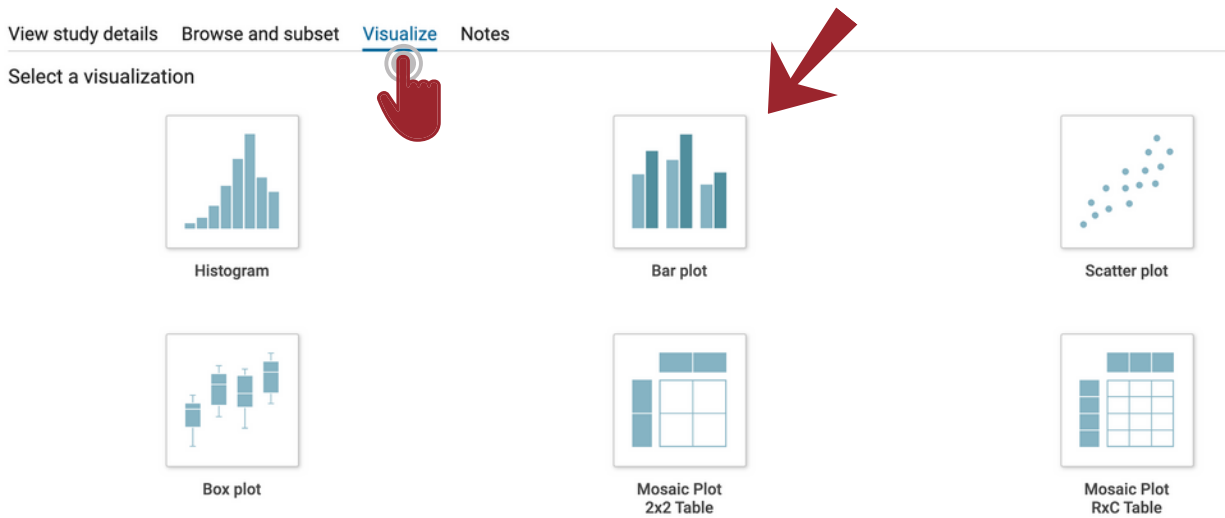 View study details Browse and subset Visualize Notes
Select a visualization
Histogram
Bar plot
Scatter plot
Box plot
Mosaic Plot
2x2 Table
Mosaic Plot
RxC Table